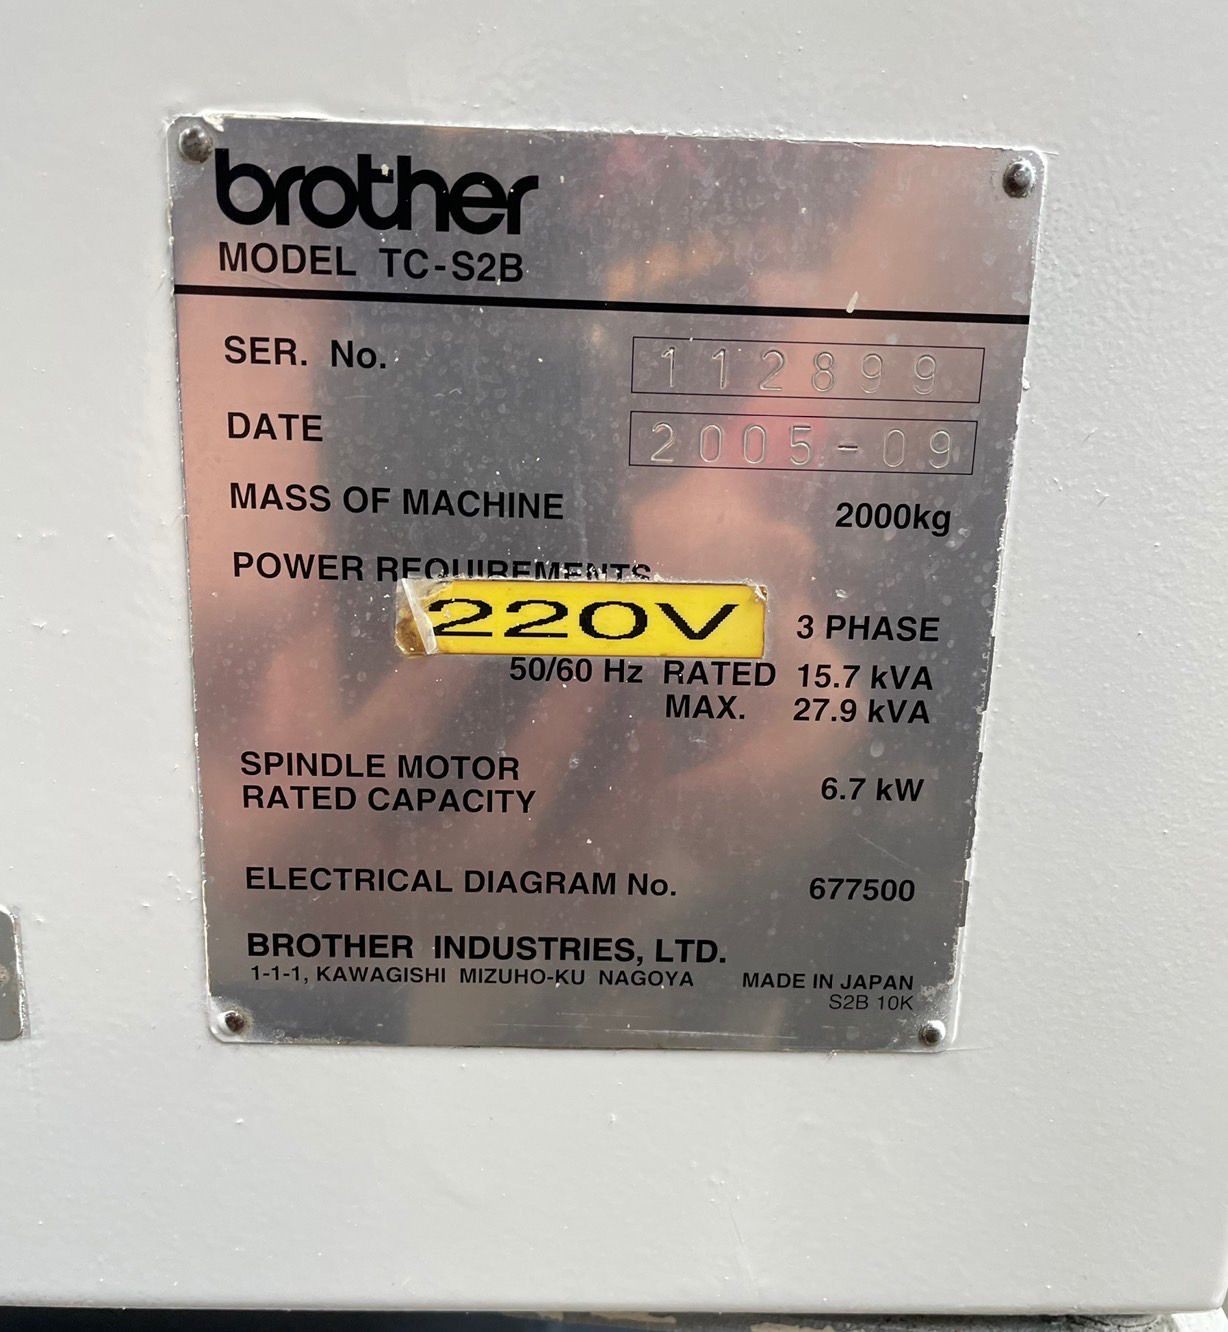 brother
MODEL TC-S2B
SER. No. 112899
DATE 2005-09
MASS OF MACHINE 2000kg
POWER REQUIREMENTS
220V 3 PHASE
50/60 Hz RATED 15.7 kVA
MAX. 27.9 kVA
SPINDLE MOTOR
RATED CAPACITY 6.7 kW
ELECTRICAL DIAGRAM No. 677500
BROTHER INDUSTRIES, LTD.
1-1-1, KAWAGISHI MIZUHO-KU NAGOYA MADE IN JAPAN
S2B 10K